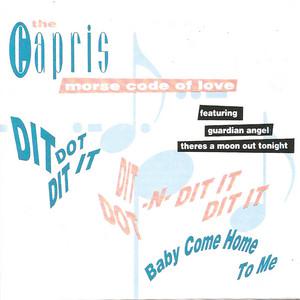 the
Capris
morse code of love
featuring
guardian angel
theres a moon out tonight
DIT DOT
DIT IT
DIT
DOT -N- DIT IT
DIT IT
Baby Come Home
To Me